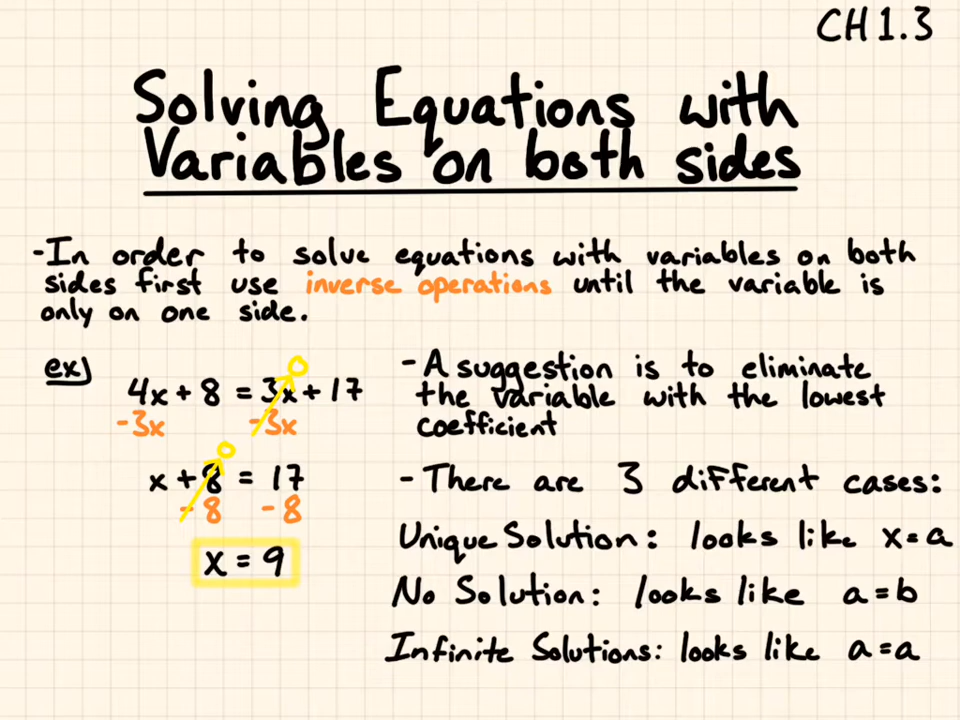 CH 1.3
Solving Equations with
Variables on both sides
-In order to solve equations with variables on both
sides first use inverse operations until the variable is
only on one side.
ex)
4x + 8 = 3x + 17
-3x -3x
0
x + 8 = 17
- 8 - 8
0
x = 9
- A suggestion is to eliminate
the variable with the lowest
coefficient
- There are 3 different cases:
Unique Solution: looks like x = a
No Solution: looks like a = b
Infinite Solutions: looks like a = a